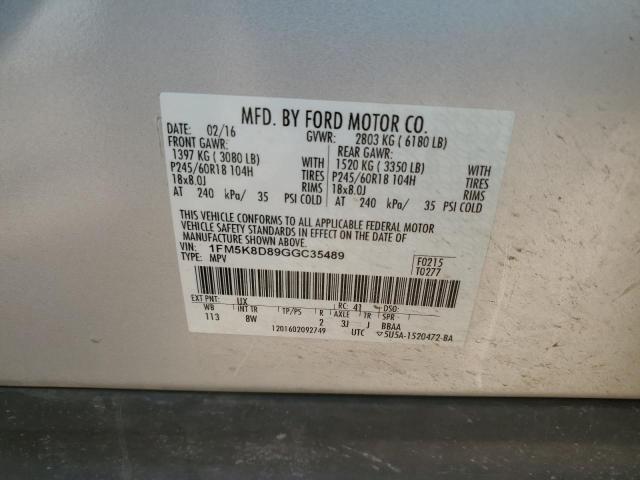 MFD. BY FORD MOTOR CO.
DATE: 02/16 GVWR: 2803 KG ( 6180 LB)
FRONT GAWR: REAR GAWR:
1397 KG ( 3080 LB) 1520 KG ( 3350 LB)
P245/60R18 104H TIRES P245/60R18 104H TIRES
18x8.0J RIMS 18x8.0J RIMS
AT 240 kPa/ 35 PSI COLD AT 240 kPa/ 35 PSI COLD
THIS VEHICLE CONFORMS TO ALL APPLICABLE FEDERAL MOTOR
VEHICLE SAFETY STANDARDS IN EFFECT ON THE DATE OF
MANUFACTURE SHOWN ABOVE.
VIN: 1FM5K8D89GGC35489 F0215
TYPE: MPV T0277
EXT PNT: UX RC: 41 DSO:
WB INT TR TP/PS R AXLE TR SPR
113 8W 2 3J J BBAA
1201602092749 UTC ▽5U5A-1520472-BA